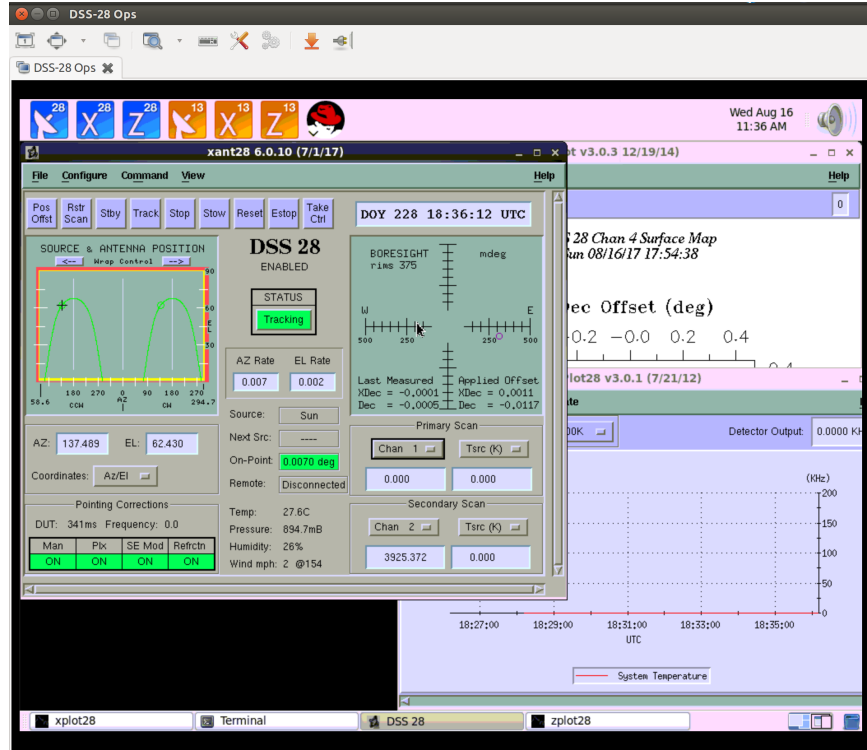 DSS-28 Ops
DSS-28 Ops
28 28 28 13 13 13
X Z X Z
Wed Aug 16
11:36 AM
xant28 6.0.10 (7/1/17)
ot v3.0.3 12/19/14)
File Configure Command View Help
Help
Pos Offst
Rstr Scan
Stby
Track
Stop
Stow
Reset
Estop
Take Ctrl
DOY 228 18:36:12 UTC
0
SOURCE & ANTENNA POSITION
<-- Wrap Control -->
90
60
E
L
30
180 270 0 90 180 270
58.6 CCW AZ CW 294.7
DSS 28
ENABLED
STATUS
Tracking
AZ Rate EL Rate
0.007 0.002
BORESIGHT mdeg
rims 375
W E
500 250 250 500
Last Measured Applied Offset
XDec = -0.0001 XDec = 0.0011
Dec = -0.0005 Dec = -0.0117
28 Chan 4 Surface Map
Sun 08/16/17 17:54:38
Dec Offset (deg)
0.2 -0.0 0.2 0.4
lot28 v3.0.1 (7/21/12)
AZ: 137.489 EL: 62.430
Coordinates: Az/El
Source: Sun
Next Src: ----
On-Point: 0.0070 deg
Remote: Disconnected
Primary Scan
Chan 1 Tsrc (K)
0.000 0.000
Pointing Corrections
DUT: 341ms Frequency: 0.0
Man Plx SE Mod Refrctn
ON ON ON ON
Temp: 27.6C
Pressure: 894.7mB
Humidity: 26%
Wind mph: 2 @154
Secondary Scan
Chan 2 Tsrc (K)
3925.372 0.000
00K Detector Output: 0.0000 KH
(KHz)
200
150
100
50
0
18:27:00 18:29:00 18:31:00 18:33:00 18:35:00
UTC
System Temperature
xplot28 Terminal DSS 28 zplot28